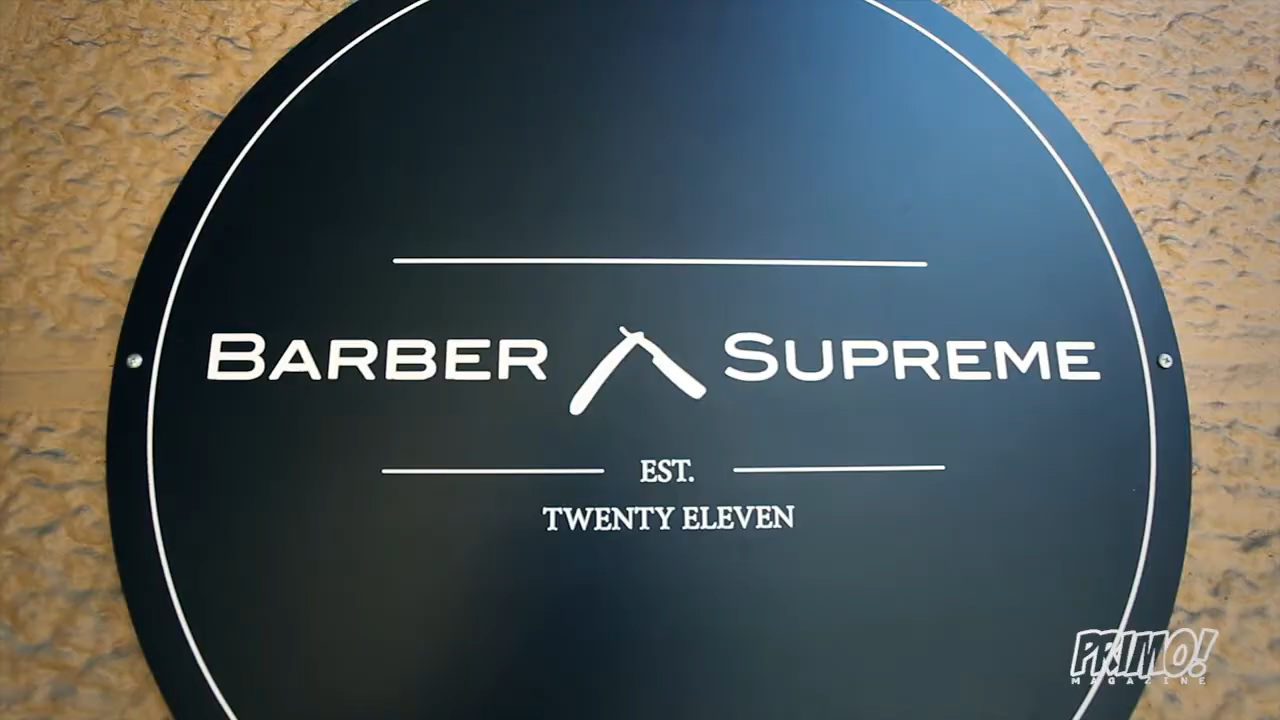 BARBER SUPREME
EST.
TWENTY ELEVEN
PRIMO!
MAGAZINE